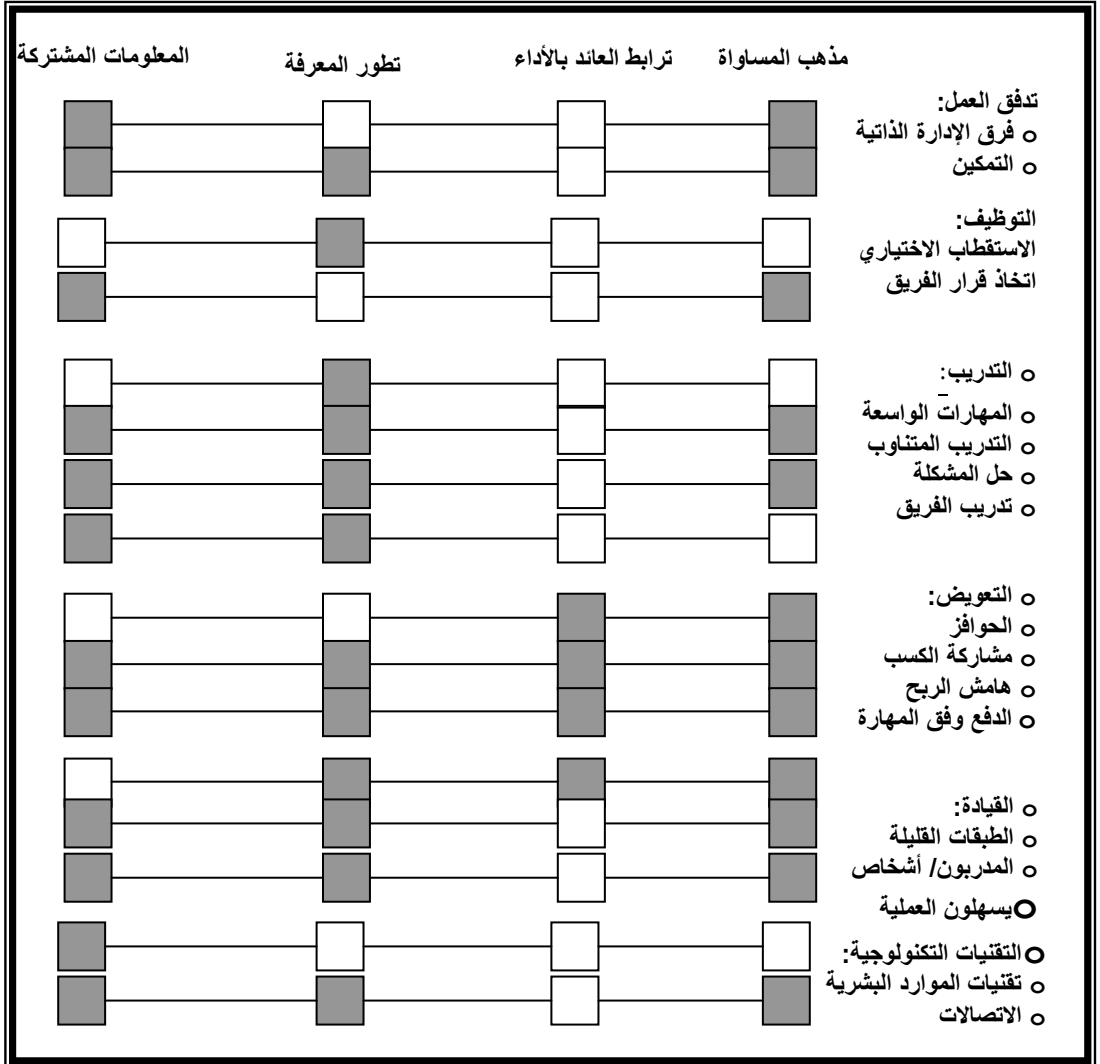 مذهب المساواة ترابط العائد بالأداء تطور المعرفة المعلومات المشتركة
تدفق العمل:
o فرق الإدارة الذاتية
o التمكين
التوظيف:
الاستقطاب الاختياري
اتخاذ قرار الفريق
o التدريب:
o المهارات الواسعة
o التدريب المتناوب
o حل المشكلة
o تدريب الفريق
o التعويض:
o الحوافز
o مشاركة الكسب
o هامش الربح
o الدفع وفق المهارة
o القيادة:
o الطبقات القليلة
o المدربون/ أشخاص
o يسهلون العملية
o التقنيات التكنولوجية:
o تقنيات الموارد البشرية
o الاتصالات